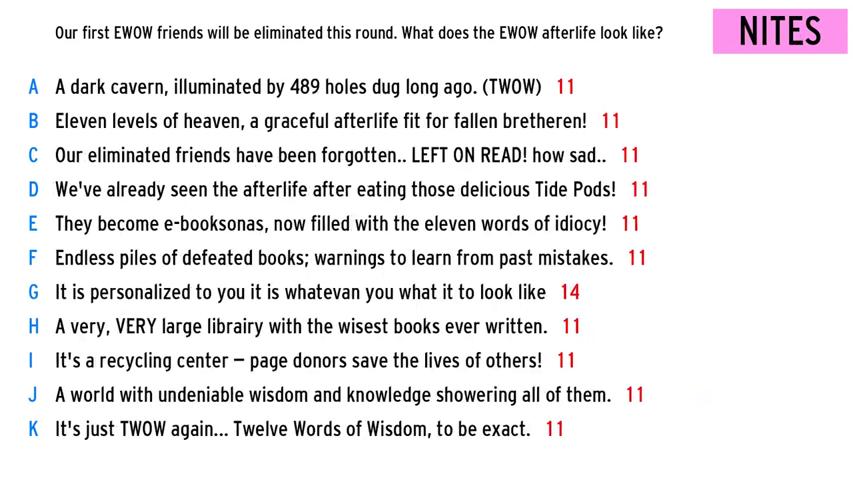 Our first EWOW friends will be eliminated this round. What does the EWOW afterlife look like?
NITES
A A dark cavern, illuminated by 489 holes dug long ago. (TWOW) 11
B Eleven levels of heaven, a graceful afterlife fit for fallen bretheren! 11
C Our eliminated friends have been forgotten.. LEFT ON READ! how sad.. 11
D We've already seen the afterlife after eating those delicious Tide Pods! 11
E They become e-booksonas, now filled with the eleven words of idiocy! 11
F Endless piles of defeated books; warnings to learn from past mistakes. 11
G It is personalized to you it is whatevan you what it to look like 14
H A very, VERY large librairy with the wisest books ever written. 11
I It's a recycling center – page donors save the lives of others! 11
J A world with undeniable wisdom and knowledge showering all of them. 11
K It's just TWOW again... Twelve Words of Wisdom, to be exact. 11